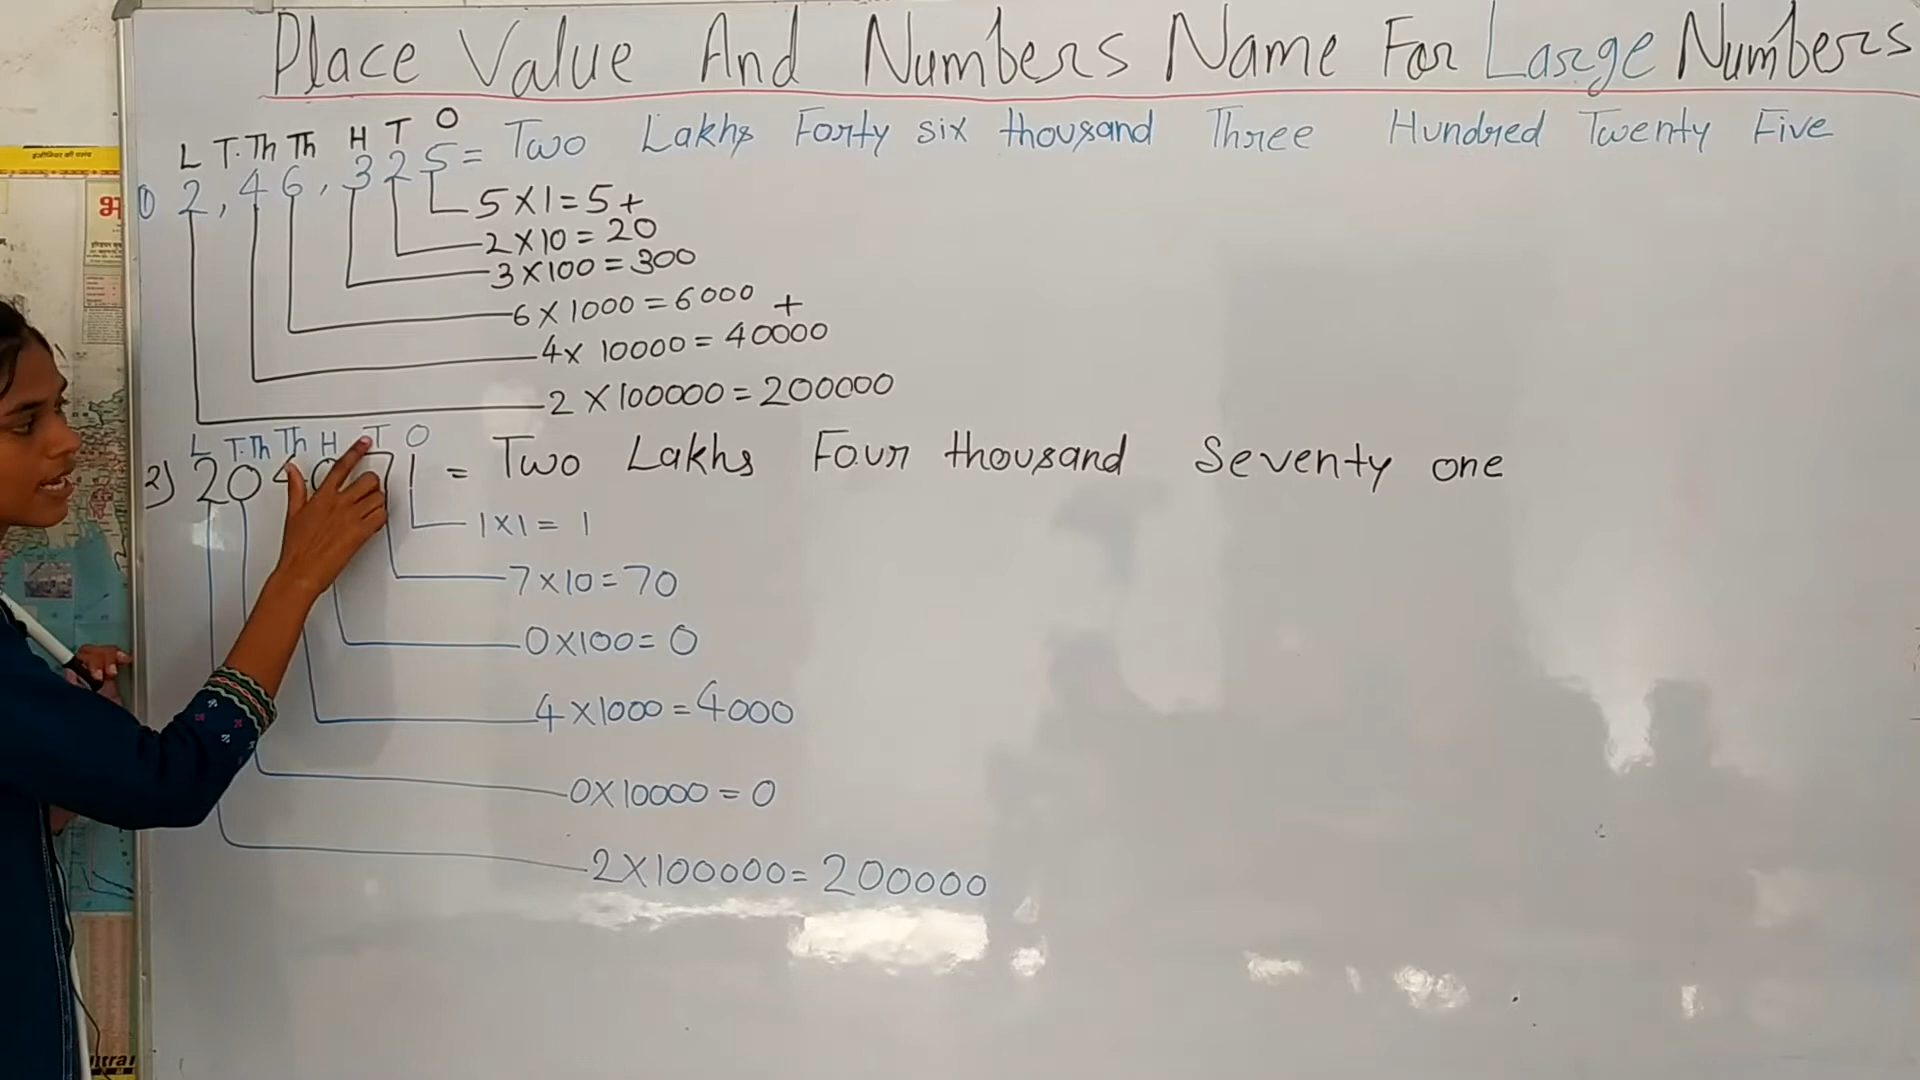 Place Value And Numbers Name For Large Numbers
L T.Th Th H T O
1) 2,46,325 = Two Lakhs Forty six thousand Three Hundred Twenty Five
5 X 1 = 5 +
2 X 10 = 20
3 X 100 = 300
6 X 1000 = 6000 +
4 x 10000 = 40000
2 X 100000 = 200000
L T.Th Th H T O
2) 204071 = Two Lakhs Four thousand Seventy one
1 x 1 = 1
7 x 10 = 70
0 x 100 = 0
4 x 1000 = 4000
0 X 10000 = 0
2 X 100000 = 200000